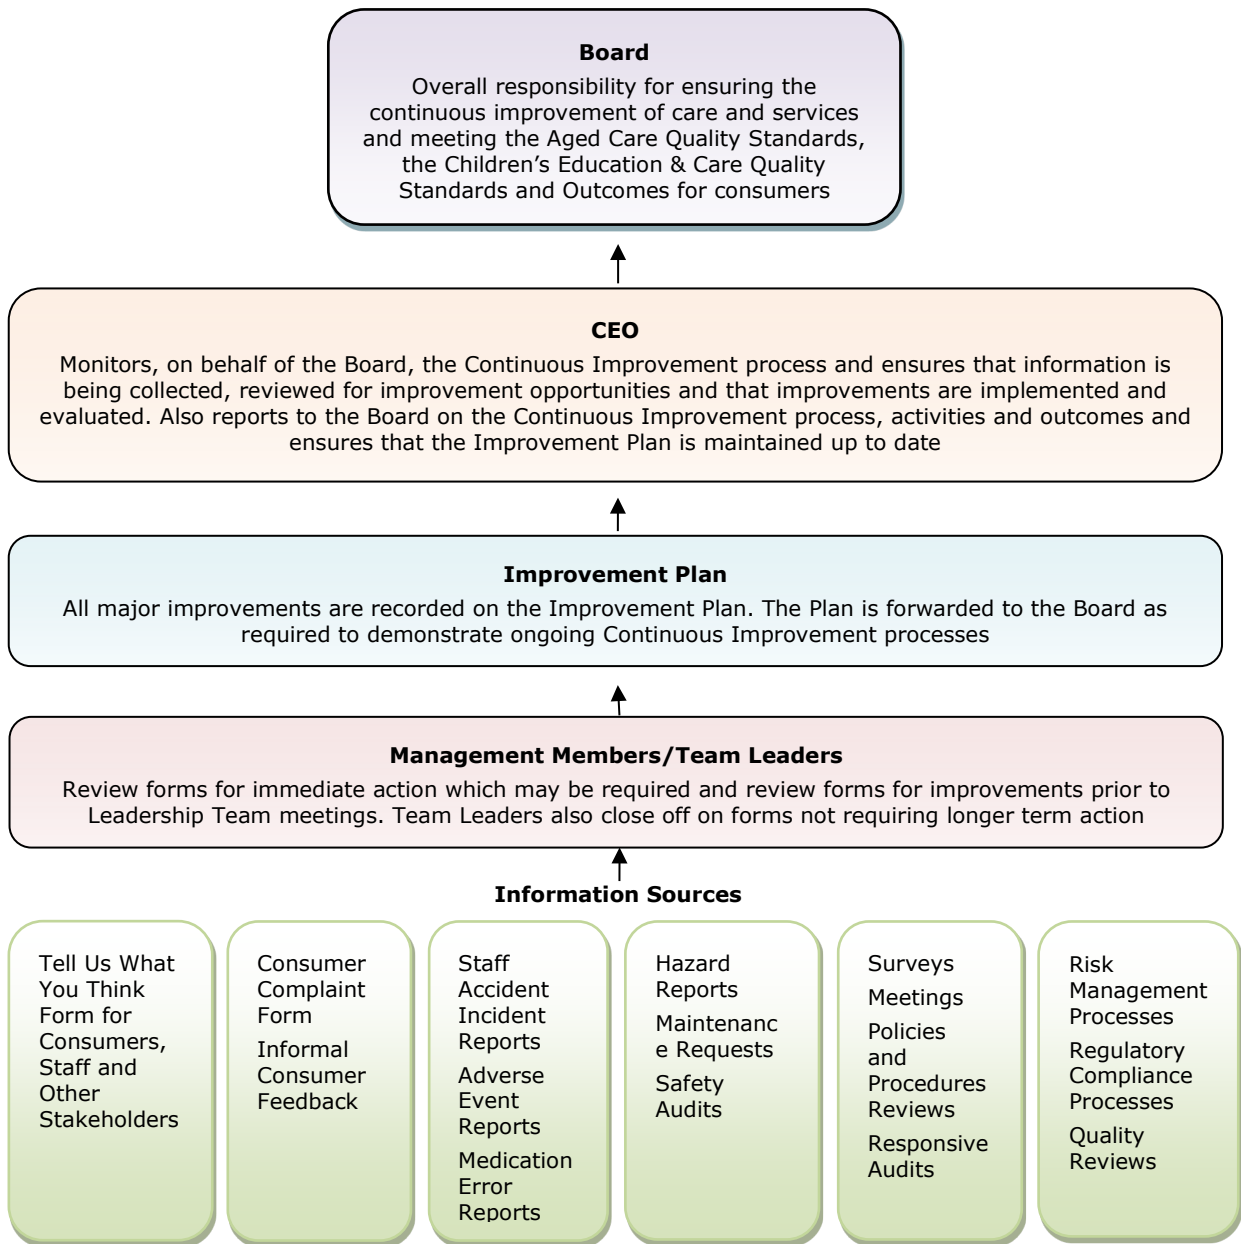 Board
Overall responsibility for ensuring the
continuous improvement of care and services
and meeting the Aged Care Quality Standards,
the Children’s Education & Care Quality
Standards and Outcomes for consumers
CEO
Monitors, on behalf of the Board, the Continuous Improvement process and ensures that information is
being collected, reviewed for improvement opportunities and that improvements are implemented and
evaluated. Also reports to the Board on the Continuous Improvement process, activities and outcomes and
ensures that the Improvement Plan is maintained up to date
Improvement Plan
All major improvements are recorded on the Improvement Plan. The Plan is forwarded to the Board as
required to demonstrate ongoing Continuous Improvement processes
Management Members/Team Leaders
Review forms for immediate action which may be required and review forms for improvements prior to
Leadership Team meetings. Team Leaders also close off on forms not requiring longer term action
Information Sources
Tell Us What
You Think
Form for
Consumers,
Staff and
Other
Stakeholders
Consumer
Complaint
Form
Informal
Consumer
Feedback
Staff
Accident
Incident
Reports
Adverse
Event
Reports
Medication
Error
Reports
Hazard
Reports
Maintenanc
e Requests
Safety
Audits
Surveys
Meetings
Policies
and
Procedures
Reviews
Responsive
Audits
Risk
Management
Processes
Regulatory
Compliance
Processes
Quality
Reviews